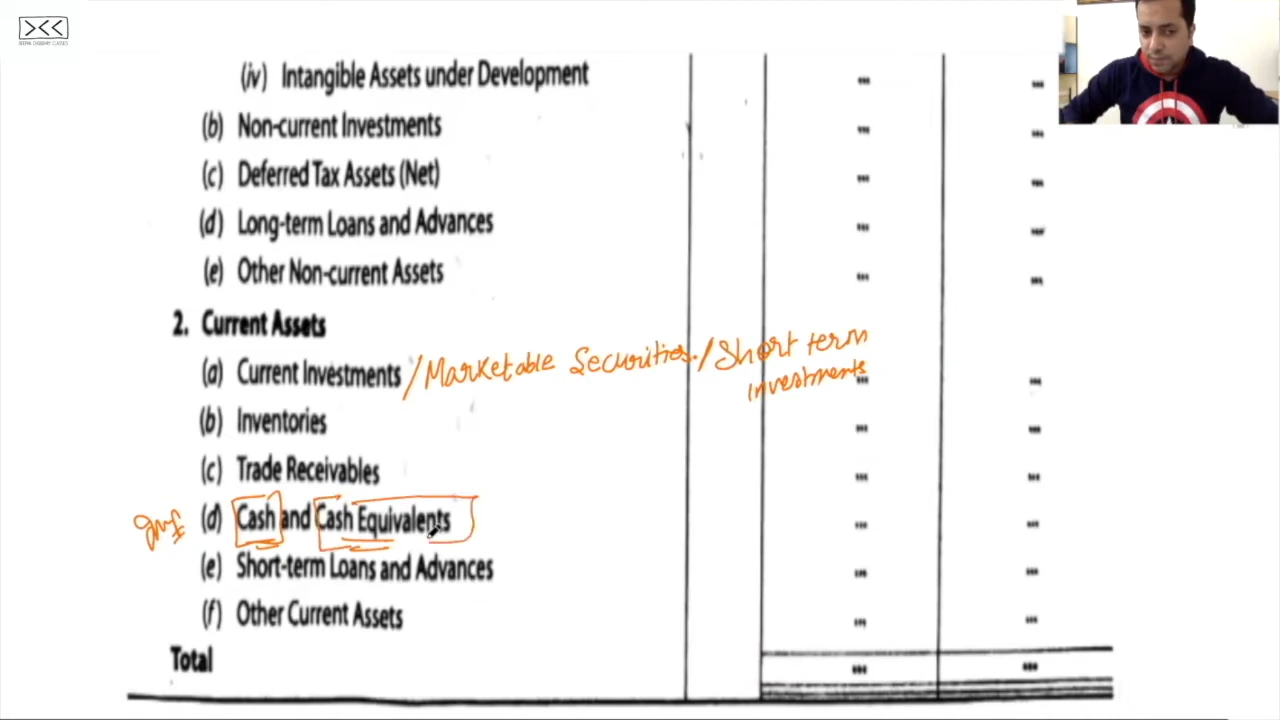 (iv) Intangible Assets under Development
(b) Non-current Investments
(c) Deferred Tax Assets (Net)
(d) Long-term Loans and Advances
(e) Other Non-current Assets
2. Current Assets
(a) Current Investments / Marketable Securities. / Short term
investments
(b) Inventories
(c) Trade Receivables
(d) Cash and Cash Equivalents
(e) Short-term Loans and Advances
(f) Other Current Assets
Total